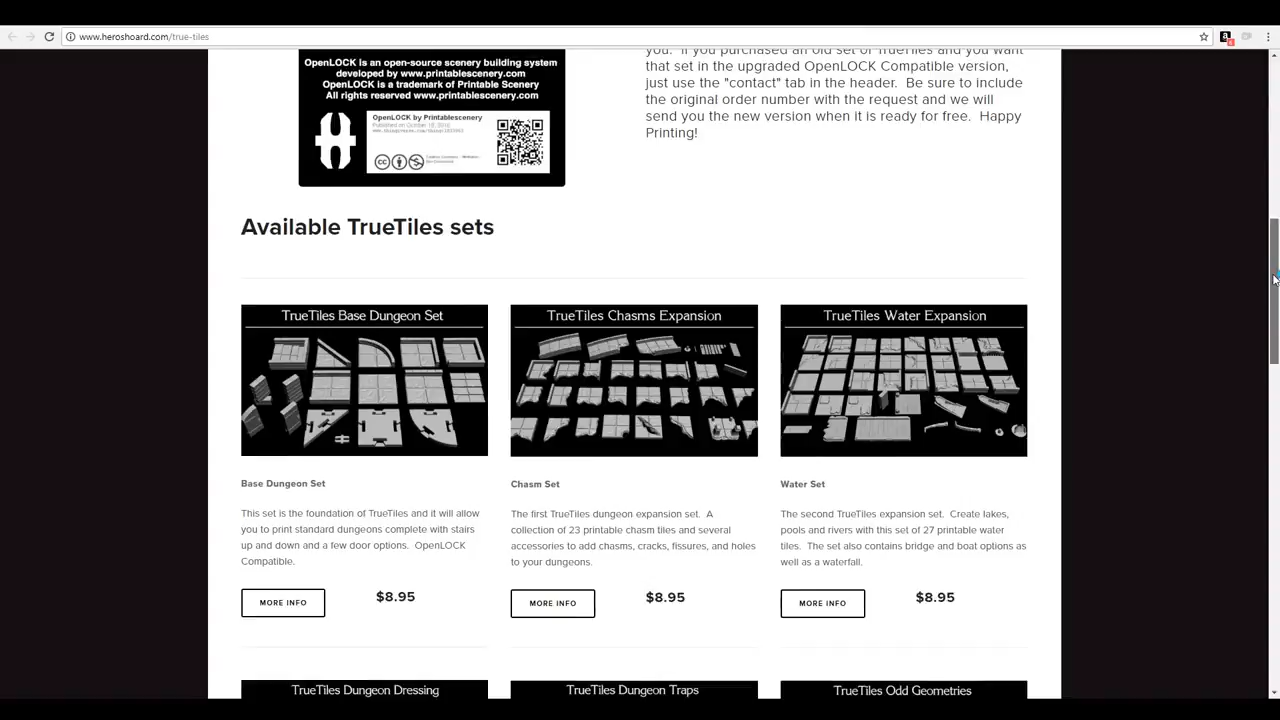 www.heroshoard.com/true-tiles
OpenLOCK is an open-source scenery building system
developed by www.printablescenery.com
OpenLOCK is a trademark of Printable Scenery
All rights reserved www.printablescenery.com
OpenLOCK by Printablescenery
you. If you purchased an old set of TrueTiles and you want
that set in the upgraded OpenLOCK Compatible version,
just use the "contact" tab in the header. Be sure to include
the original order number with the request and we will
send you the new version when it is ready for free. Happy
Printing!
Available TrueTiles sets
TrueTiles Base Dungeon Set
Base Dungeon Set
This set is the foundation of TrueTiles and it will allow
you to print standard dungeons complete with stairs
up and down and a few door options. OpenLOCK
Compatible.
MORE INFO
$8.95
TrueTiles Chasms Expansion
Chasm Set
The first TrueTiles dungeon expansion set. A
collection of 23 printable chasm tiles and several
accessories to add chasms, cracks, fissures, and holes
to your dungeons.
MORE INFO
$8.95
TrueTiles Water Expansion
Water Set
The second TrueTiles expansion set. Create lakes,
pools and rivers with this set of 27 printable water
tiles. The set also contains bridge and boat options as
well as a waterfall.
MORE INFO
$8.95
TrueTiles Dungeon Dressing
TrueTiles Dungeon Traps
TrueTiles Odd Geometries